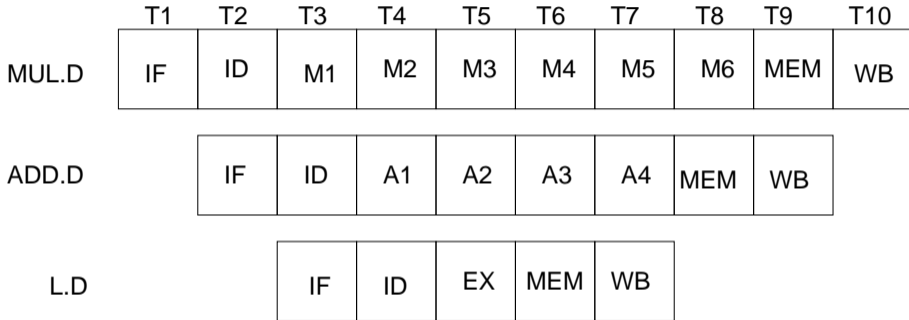 T1 T2 T3 T4 T5 T6 T7 T8 T9 T10
MUL.D IF ID M1 M2 M3 M4 M5 M6 MEM WB
ADD.D IF ID A1 A2 A3 A4 MEM WB
L.D IF ID EX MEM WB